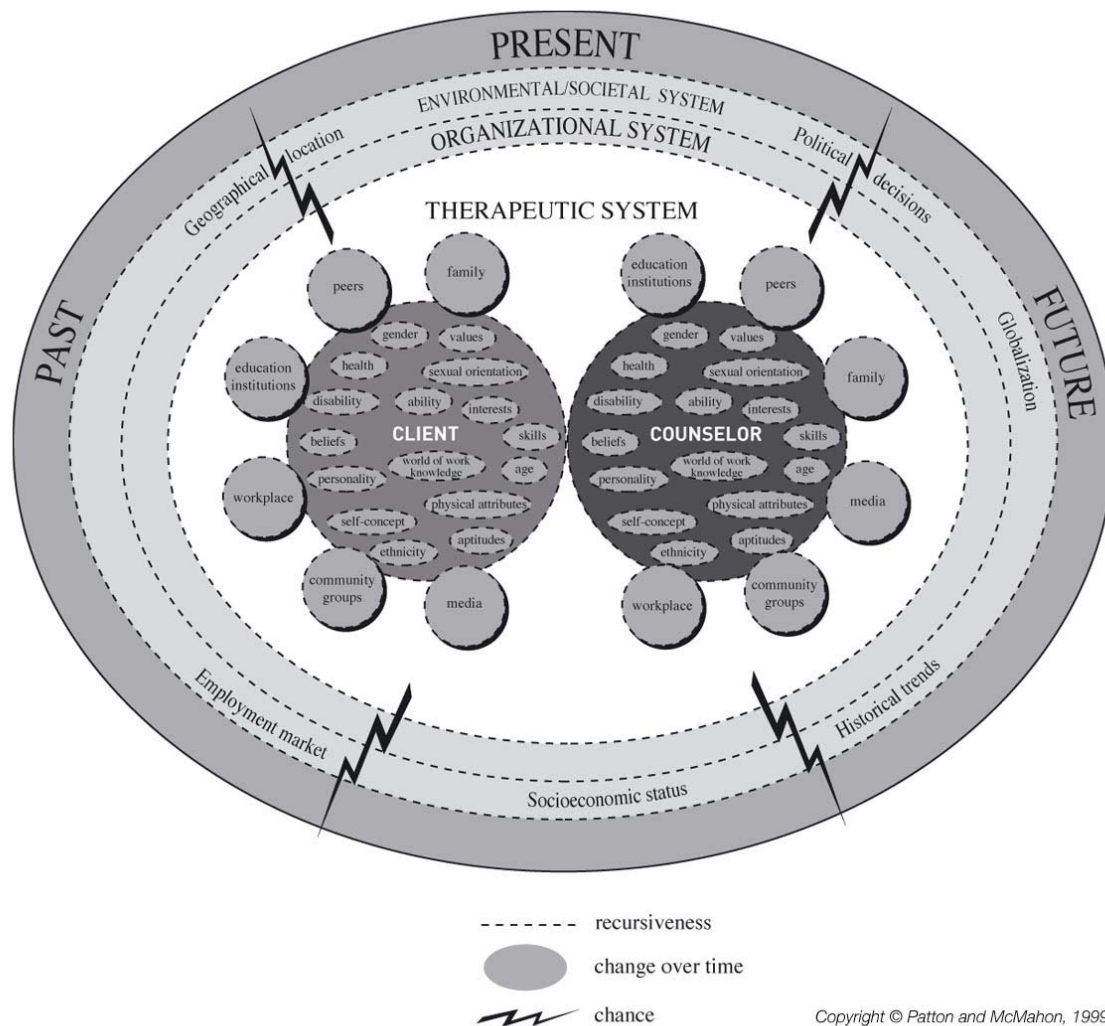 PRESENT
ENVIRONMENTAL/SOCIETAL SYSTEM
ORGANIZATIONAL SYSTEM
Geographical location
Political decisions
PAST
FUTURE
Globalization
THERAPEUTIC SYSTEM
peers
family
education
institutions
workplace
community
groups
media
gender
values
health
sexual orientation
disability
ability
interests
beliefs
CLIENT
skills
world of work
knowledge
age
personality
physical attributes
self-concept
aptitudes
ethnicity
education
institutions
peers
family
media
community
groups
workplace
gender
values
health
sexual orientation
disability
ability
interests
beliefs
COUNSELOR
skills
world of work
knowledge
age
personality
physical attributes
self-concept
aptitudes
ethnicity
Employment market
Socioeconomic status
Historical trends
recursiveness
change over time
chance
Copyright © Patton and McMahon, 1999